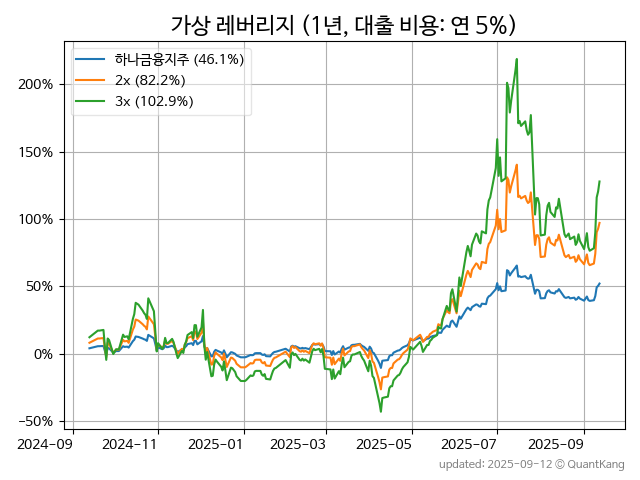 가상 레버리지 (1년, 대출 비용: 연 5%)
하나금융지주 (46.1%)
2x (82.2%)
3x (102.9%)
200%
150%
100%
50%
0%
−50%
2024-09
2024-11
2025-01
2025-03
2025-05
2025-07
2025-09
updated: 2025-09-12 © QuantKang